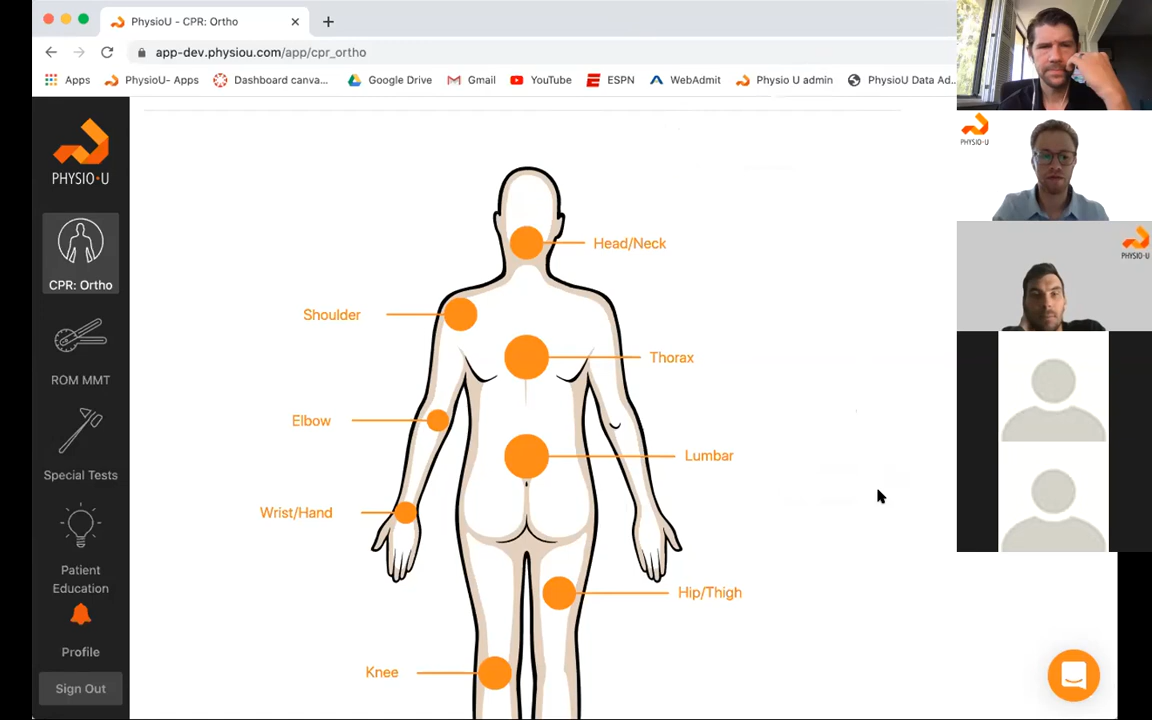 PhysioU - CPR: Ortho
app-dev.physiou.com/app/cpr_ortho
Apps
PhysioU- Apps
Dashboard canva...
Google Drive
Gmail
YouTube
ESPN
WebAdmit
Physio U admin
PhysioU Data Ad..
PHYSIO·U
PHYSIO·U
PHYSIO·U
CPR: Ortho
ROM MMT
Special Tests
Patient
Education
Profile
Sign Out
Head/Neck
Shoulder
Thorax
Elbow
Lumbar
Wrist/Hand
Hip/Thigh
Knee